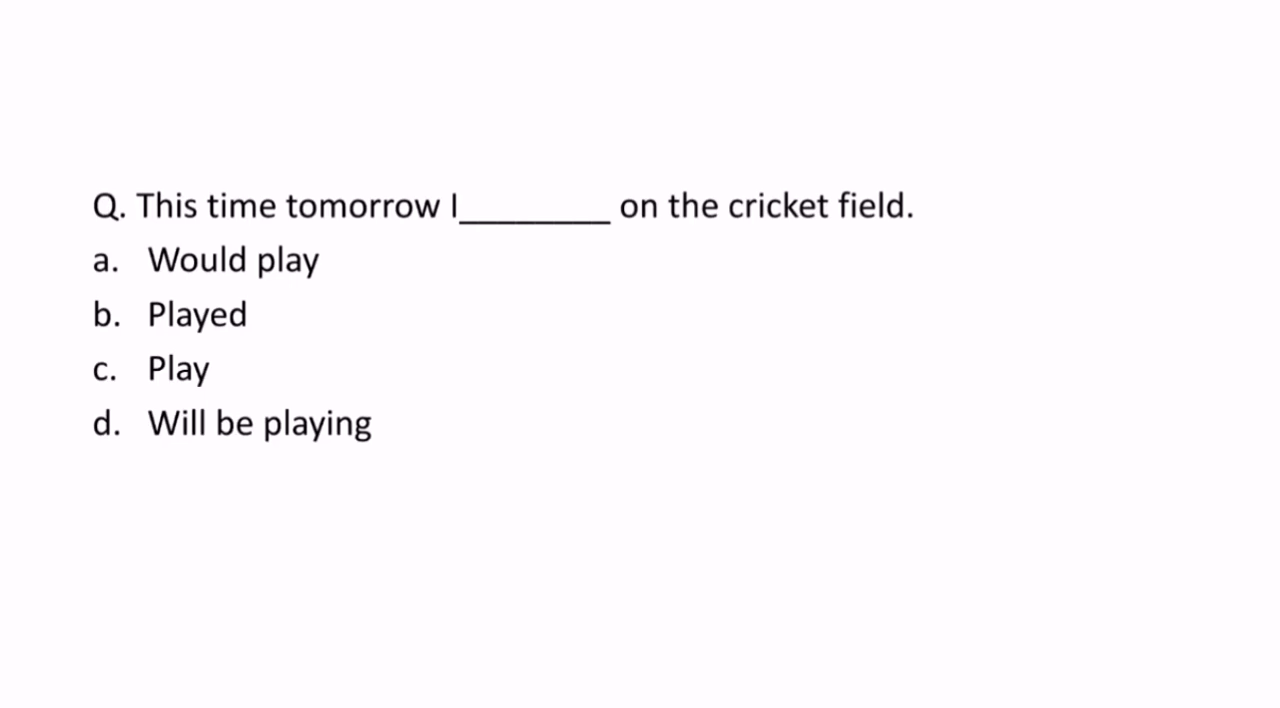 Q. This time tomorrow I________ on the cricket field.
a. Would play
b. Played
c. Play
d. Will be playing